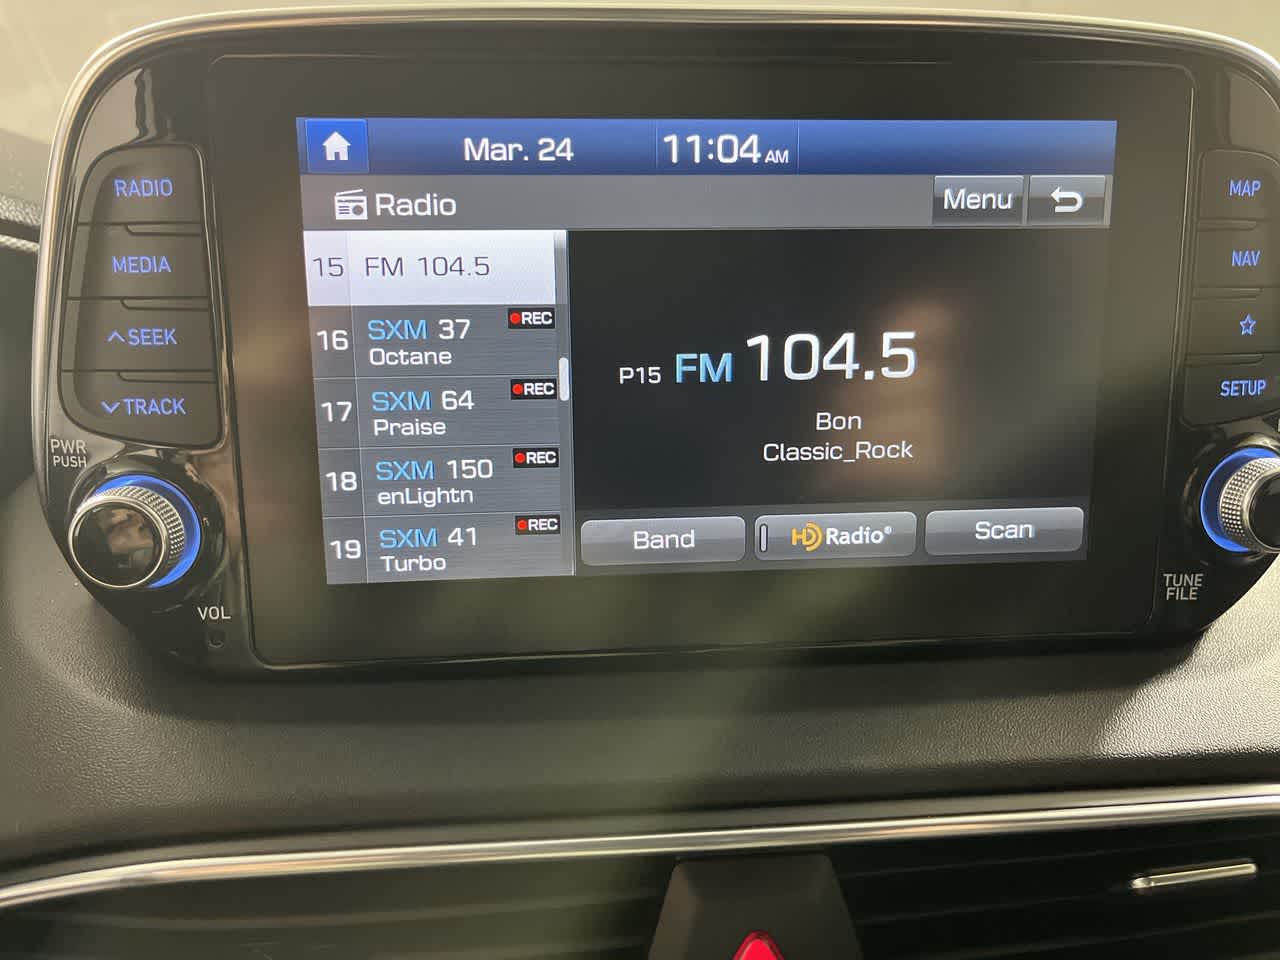 Mar. 24
11:04 AM
RADIO
MEDIA
SEEK
TRACK
PWR
PUSH
VOL
Radio
Menu
15 FM 104.5
16 SXM 37
REC
Octane
17 SXM 64
REC
Praise
18 SXM 150
REC
enLightn
19 SXM 41
REC
Turbo
P15 FM 104.5
Bon
Classic_Rock
Band
HD Radio®
Scan
MAP
NAV
SETUP
TUNE
FILE